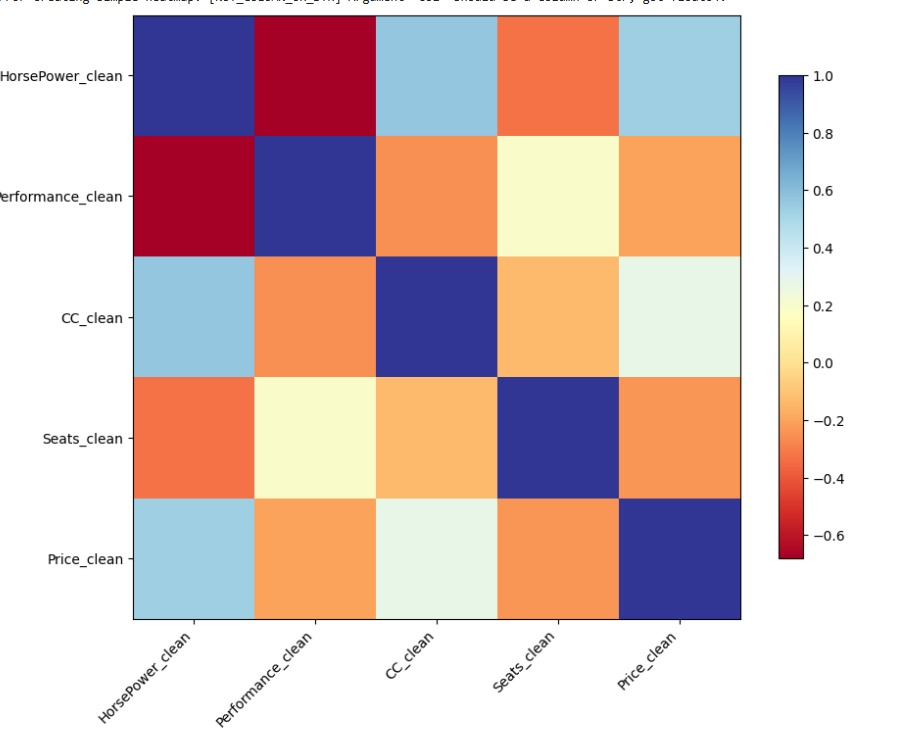 HorsePower_clean
1.0
0.8
erformance_clean
0.6
0.4
CC_clean
0.2
0.0
Seats_clean
−0.2
−0.4
−0.6
Price_clean
HorsePower_clean
Performance_clean
CC_clean
Seats_clean
Price_clean